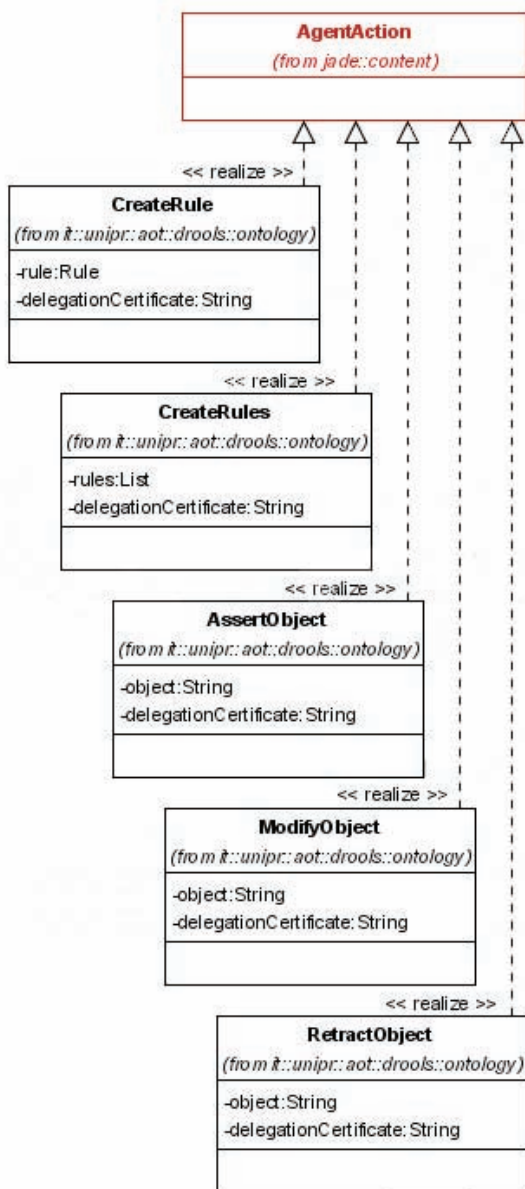 AgentAction
(from jade::content)
<< realize >>
CreateRule
(from it::unipr::aot::drools::ontology)
-rule:Rule
-delegationCertificate:String
<< realize >>
CreateRules
(from it::unipr::aot::drools::ontology)
-rules:List
-delegationCertificate:String
<< realize >>
AssertObject
(from it::unipr::aot::drools::ontology)
-object:String
-delegationCertificate:String
<< realize >>
ModifyObject
(from it::unipr::aot::drools::ontology)
-object:String
-delegationCertificate:String
<< realize >>
RetractObject
(from it::unipr::aot::drools::ontology)
-object:String
-delegationCertificate:String